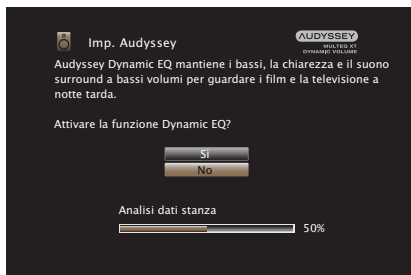 Imp. Audyssey
AUDYSSEY
MULTEQ XT
DYNAMIC VOLUME
Audyssey Dynamic EQ mantiene i bassi, la chiarezza e il suono
surround a bassi volumi per guardare i film e la televisione a
notte tarda.
Attivare la funzione Dynamic EQ?
Sì
No
Analisi dati stanza
50%